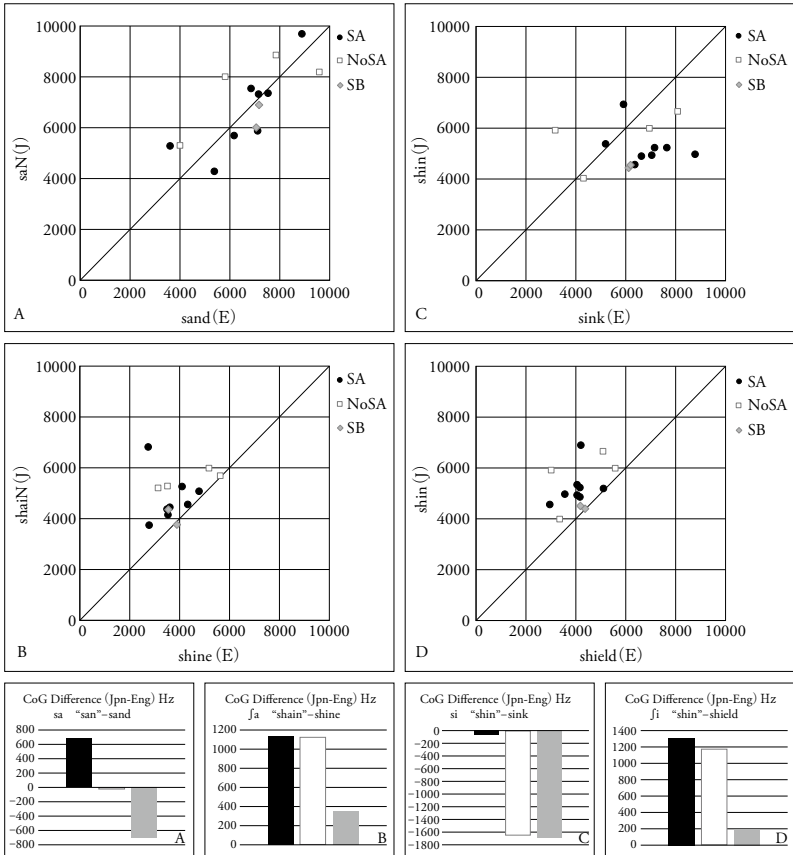 10000
8000
6000
4000
2000
0
0 2000 4000 6000 8000 10000
saN (J)
sand (E)
A
SA
NoSA
SB
10000
8000
6000
4000
2000
0
0 2000 4000 6000 8000 10000
shin (J)
sink (E)
C
SA
NoSA
SB
10000
8000
6000
4000
2000
0
0 2000 4000 6000 8000 10000
shaiN (J)
shine (E)
B
SA
NoSA
SB
10000
8000
6000
4000
2000
0
0 2000 4000 6000 8000 10000
shin (J)
shield (E)
D
SA
NoSA
SB
CoG Difference (Jpn-Eng) Hz
sa “san”–sand
800
600
400
200
0
−200
−400
−600
−800
A
CoG Difference (Jpn-Eng) Hz
ʃa “shain”–shine
1200
1000
800
600
400
200
0
B
CoG Difference (Jpn-Eng) Hz
si “shin”–sink
0
−200
−400
−600
−800
−1000
−1200
−1400
−1600
−1800
C
CoG Difference (Jpn-Eng) Hz
ʃi “shin”–shield
1400
1200
1000
800
600
400
200
0
D